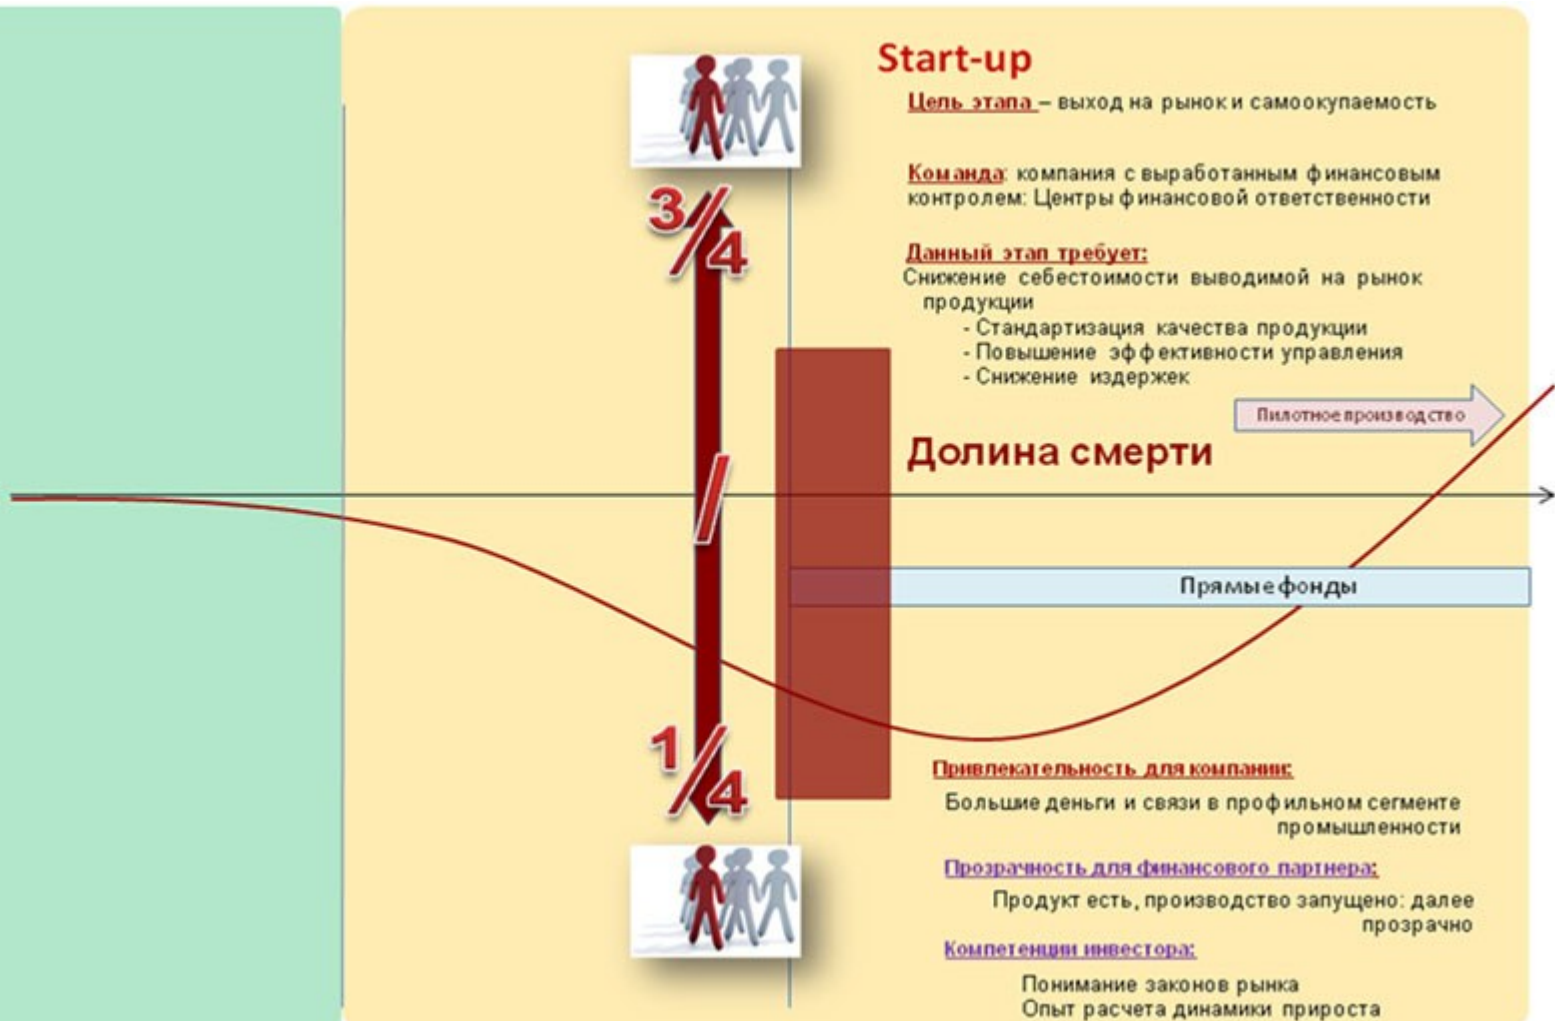 Start-up
Цель этапа – выход на рынок и самоокупаемость
Команда: компания с выработанным финансовым
контролем: Центры финансовой ответственности
3/4
Данный этап требует:
Снижение себестоимости выводимой на рынок
продукции
- Стандартизация качества продукции
- Повышение эффективности управления
- Снижение издержек
Пилотное производство
Долина смерти
/
Прямые фонды
1/4
Привлекательность для компании:
Большие деньги и связи в профильном сегменте
промышленности
Прозрачность для финансового партнера:
Продукт есть, производство запущено: далее
прозрачно
Компетенции инвестора:
Понимание законов рынка
Опыт расчета динамики прироста